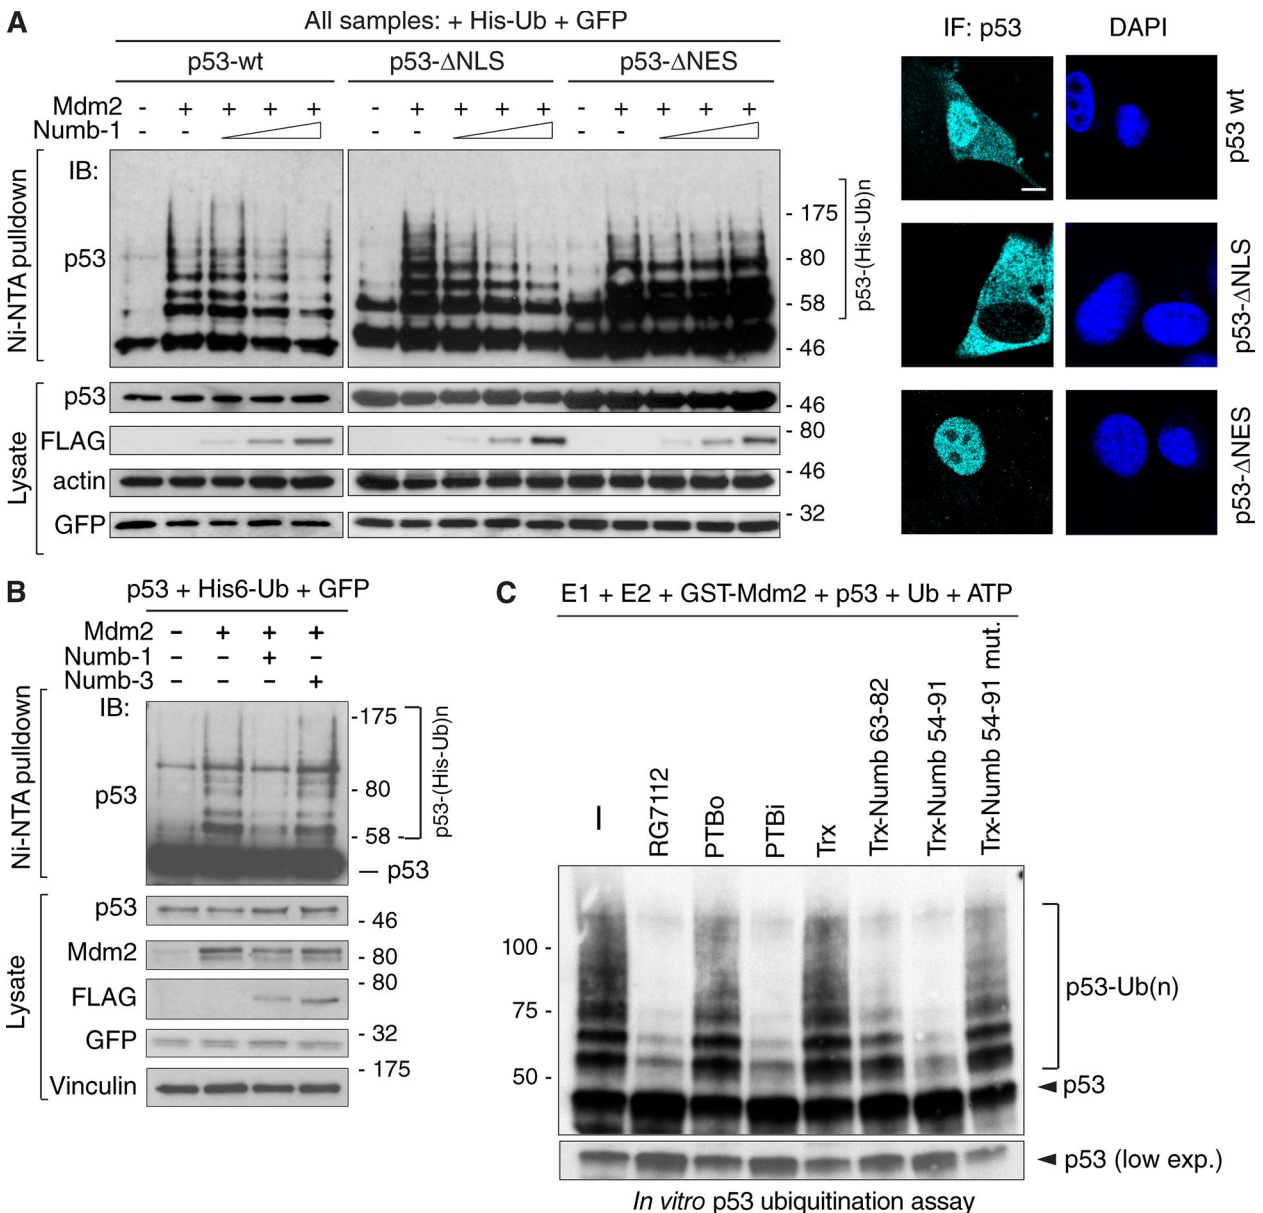 A
All samples: + His-Ub + GFP
p53-wt p53-ΔNLS p53-ΔNES
Mdm2 - + + + + - + + + + - + + + +
Numb-1 - - - - - -
Ni-NTA pulldown
IB:
p53
- 175
- 80
- 58
- 46
p53-(His-Ub)n
Lysate
p53
- 46
FLAG
- 80
actin
- 46
GFP
- 32
IF: p53 DAPI
p53 wt
p53-ΔNLS
p53-ΔNES
B
p53 + His6-Ub + GFP
Mdm2 – + + +
Numb-1 – – + –
Numb-3 – – – +
Ni-NTA pulldown
IB:
p53
-175
- 80
- 58 -
p53-(His-Ub)n
— p53
Lysate
p53
- 46
Mdm2
- 80
FLAG
- 80
GFP
- 32
Vinculin
- 175
C
E1 + E2 + GST-Mdm2 + p53 + Ub + ATP
–
RG7112
PTBo
PTBi
Trx
Trx-Numb 63-82
Trx-Numb 54-91
Trx-Numb 54-91 mut.
100 -
75 -
50 -
p53-Ub(n)
p53
p53 (low exp.)
In vitro p53 ubiquitination assay